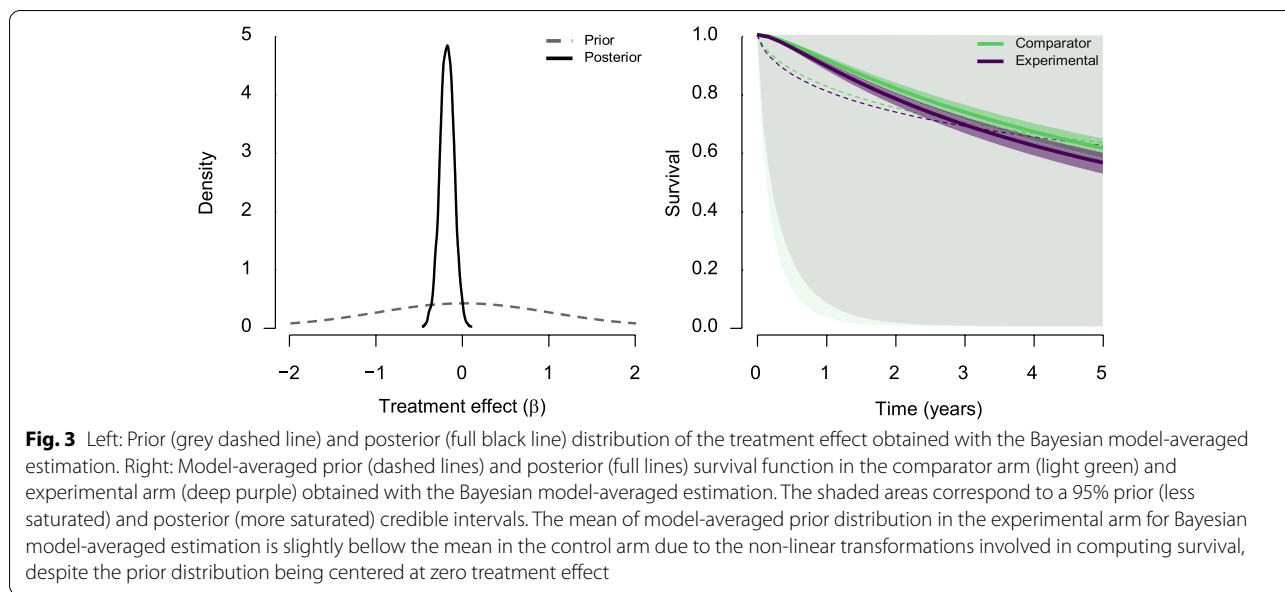 5
4
3
2
1
0
Density
Prior
Posterior
−2
−1
0
1
2
Treatment effect (β)
1.0
0.8
0.6
0.4
0.2
0.0
Survival
Comparator
Experimental
0
1
2
3
4
5
Time (years)
Fig. 3 Left: Prior (grey dashed line) and posterior (full black line) distribution of the treatment effect obtained with the Bayesian model-averaged
estimation. Right: Model-averaged prior (dashed lines) and posterior (full lines) survival function in the comparator arm (light green) and
experimental arm (deep purple) obtained with the Bayesian model-averaged estimation. The shaded areas correspond to a 95% prior (less
saturated) and posterior (more saturated) credible intervals. The mean of model-averaged prior distribution in the experimental arm for Bayesian
model-averaged estimation is slightly bellow the mean in the control arm due to the non-linear transformations involved in computing survival,
despite the prior distribution being centered at zero treatment effect